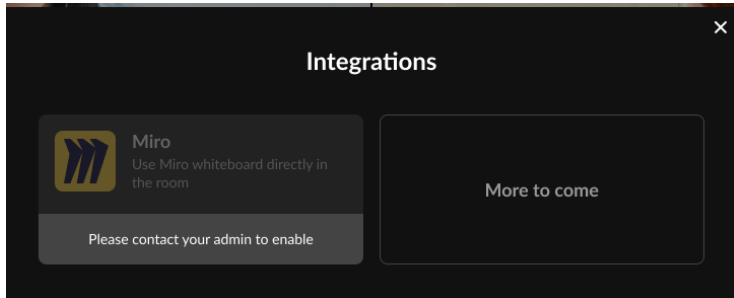 Integrations
Miro
Use Miro whiteboard directly in
the room
Please contact your admin to enable
More to come